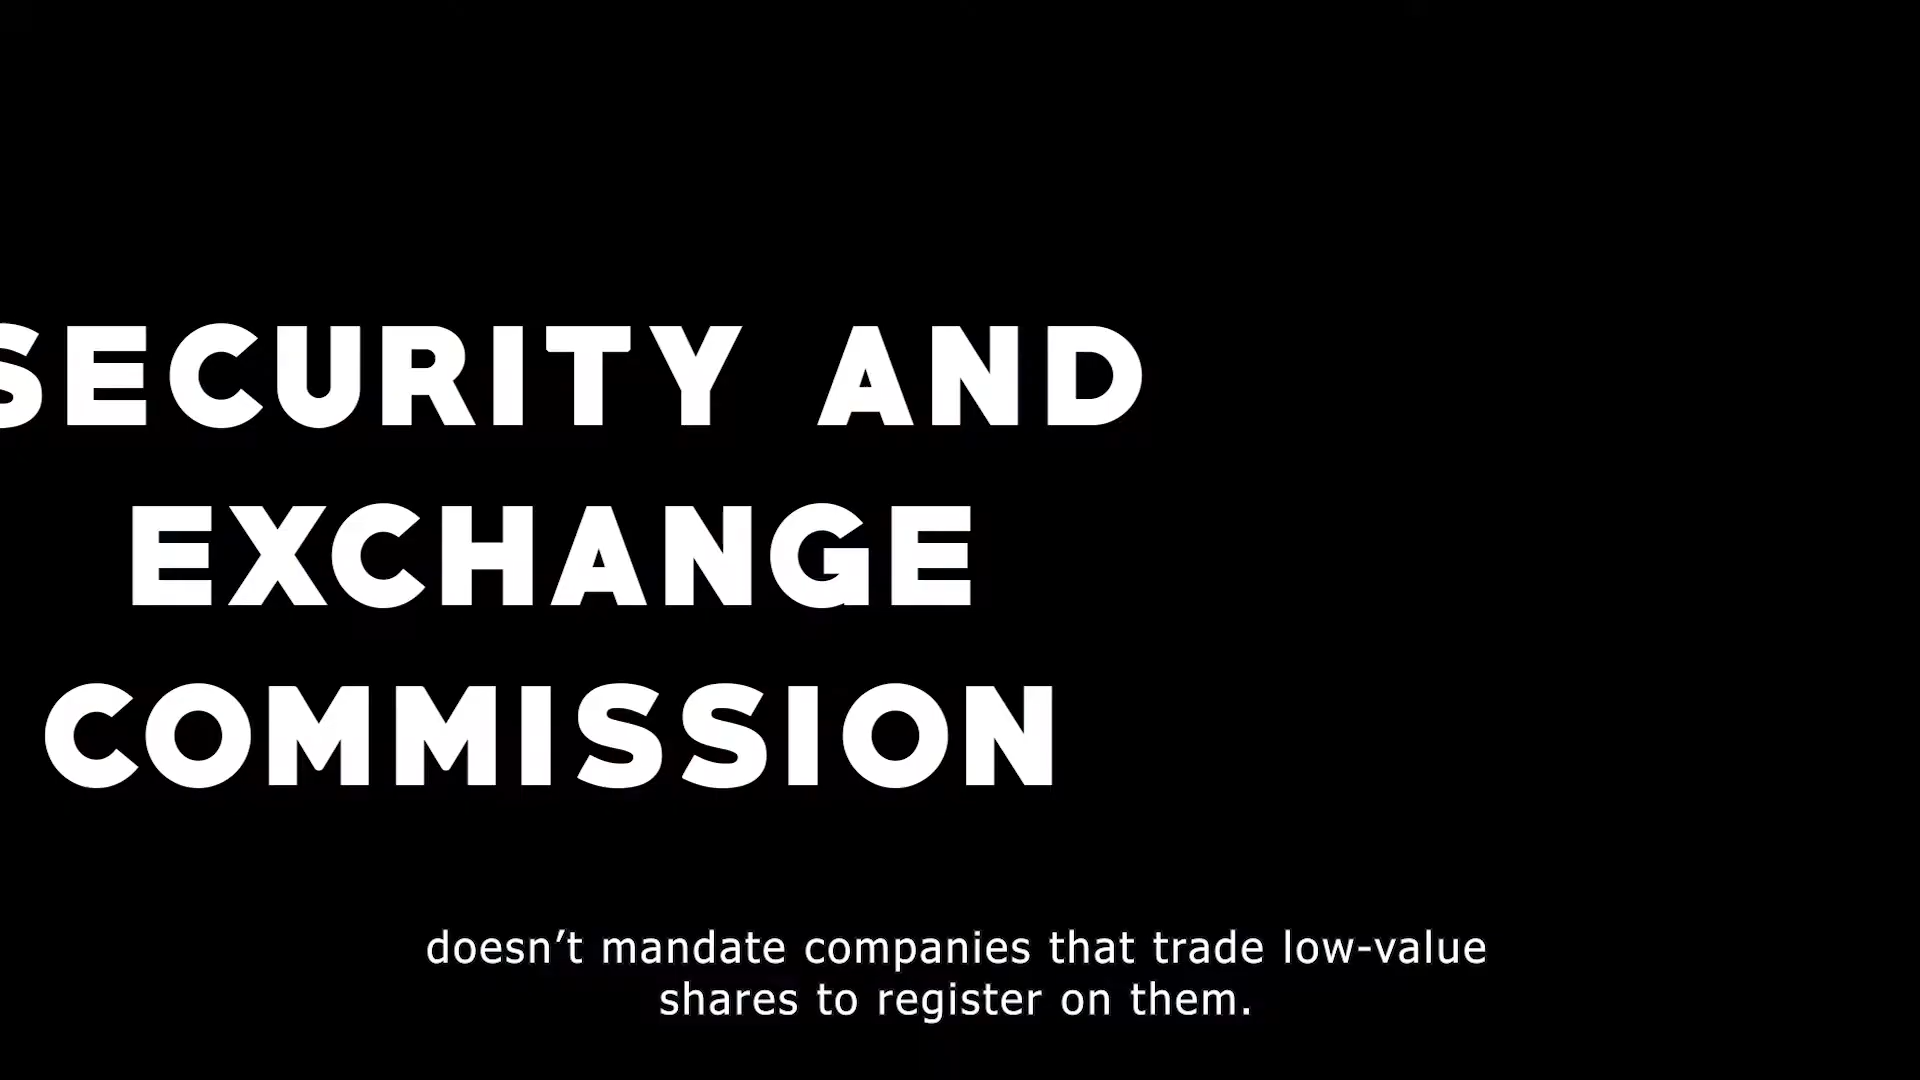 SECURITY AND
EXCHANGE
COMMISSION
doesn’t mandate companies that trade low-value
shares to register on them.